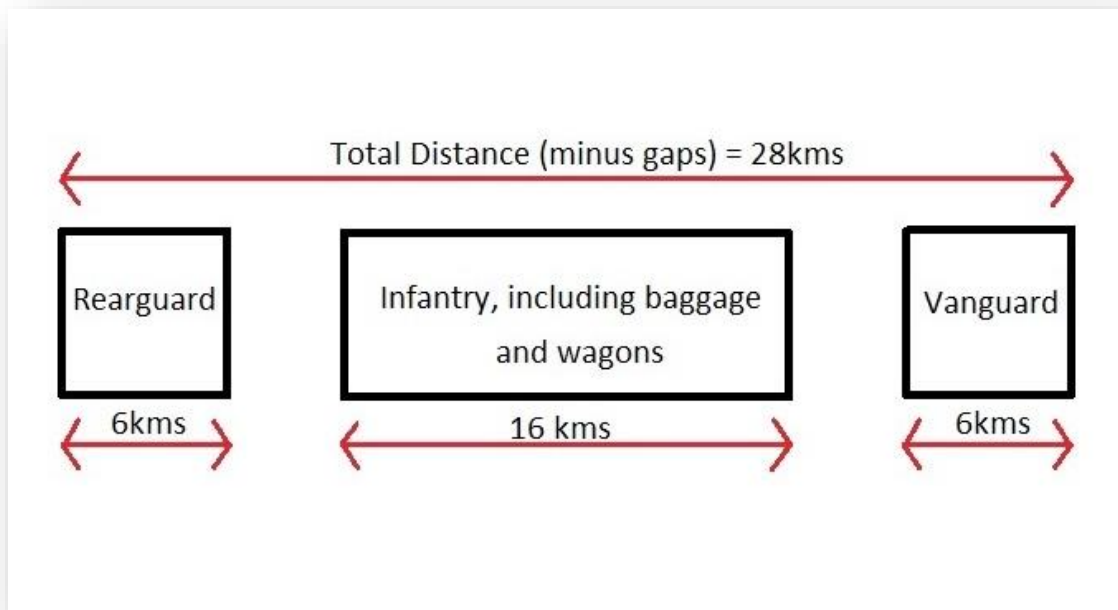 Total Distance (minus gaps) = 28kms
Rearguard
Infantry, including baggage
and wagons
Vanguard
6kms
16 kms
6kms